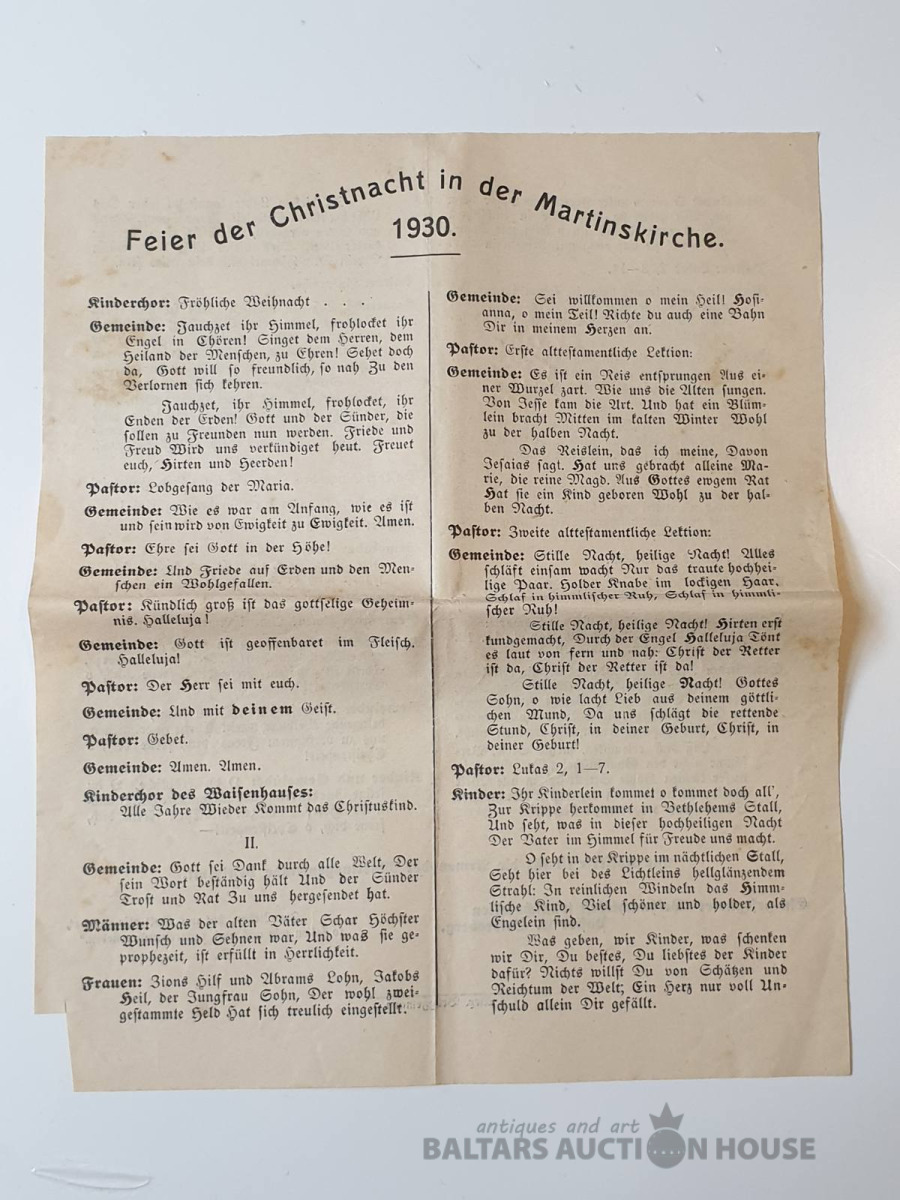 Feier der Christnacht in der Martinskirche.
1930.
Kinderchor: Fröhliche Weihnacht . . .
Gemeinde: Jauchzet ihr Himmel, frohlocket ihr
Engel in Chören! Singet dem Herren, dem
Heiland der Menschen, zu Ehren! Sehet doch
da, Gott will so freundlich, so nah Zu den
Verlornen sich kehren.
Jauchzet, ihr Himmel, frohlocket, ihr
Enden der Erden! Gott und der Sünder, die
sollen zu Freunden nun werden. Friede und
Freud Wird uns verkündiget heut. Freuet
euch, Hirten und Heerden!
Pastor: Lobgesang der Maria.
Gemeinde: Wie es war am Anfang, wie es ist
und sein wird von Ewigkeit zu Ewigkeit. Amen.
Pastor: Ehre sei Gott in der Höhe!
Gemeinde: Und Friede auf Erden und den Men-
schen ein Wohlgefallen.
Pastor: Kündlich groß ist das gottselige Geheim-
nis. Halleluja!
Gemeinde: Gott ist geoffenbaret im Fleisch.
Halleluja!
Pastor: Der Herr sei mit euch.
Gemeinde: Und mit deinem Geist.
Pastor: Gebet.
Gemeinde: Amen. Amen.
Kinderchor des Waisenhauses:
Alle Jahre Wieder Kommt das Christuskind.
II.
Gemeinde: Gott sei Dank durch alle Welt, Der
sein Wort beständig hält Und der Sünder
Trost und Rat Zu uns hergesendet hat.
Männer: Was der alten Väter Schar Höchster
Wunsch und Sehnen war, Und was sie ge-
prophezeit, ist erfüllt in Herrlichkeit.
Frauen: Zions Hilf und Abrams Lohn, Jakobs
Heil, der Jungfrau Sohn, Der wohl zwei-
gestammte Held Hat sich treulich eingestellt.
Gemeinde: Sei willkommen o mein Heil! Hosi-
anna, o mein Teil! Richte du auch eine Bahn
Dir in meinem Herzen an.
Pastor: Erste alttestamentliche Lektion:
Gemeinde: Es ist ein Reis entsprungen Aus ei-
ner Wurzel zart. Wie uns die Alten sungen.
Von Jesse kam die Art. Und hat ein Blüm-
lein bracht Mitten im kalten Winter Wohl
zu der halben Nacht.
Das Reislein, das ich meine, Davon
Jesaias sagt. Hat uns gebracht alleine Ma-
rie, die reine Magd. Aus Gottes ewgem Rat
Hat sie ein Kind geboren Wohl zu der hal-
ben Nacht.
Pastor: Zweite alttestamentliche Lektion:
Gemeinde: Stille Nacht, heilige Nacht! Alles
schläft einsam wacht Nur das traute hochhei-
lige Paar. Holder Knabe im lockigen Haar.
Schlaf in himmlischer Ruh, Schlaf in himmli-
scher Ruh!
Stille Nacht, heilige Nacht! Hirten erst
kundgemacht, Durch der Engel Halleluja Tönt
es laut von fern und nah: Christ der Retter
ist da, Christ der Retter ist da!
Stille Nacht, heilige Nacht! Gottes
Sohn, o wie lacht Lieb aus deinem göttli-
chen Mund, Da uns schlägt die rettende
Stund, Christ, in deiner Geburt, Christ, in
deiner Geburt!
Pastor: Lukas 2, 1—7.
Kinder: Ihr Kinderlein kommet o kommet doch all',
Zur Krippe herkommet in Bethlehems Stall,
Und seht, was in dieser hochheiligen Nacht
Der Vater im Himmel für Freude uns macht.
O seht in der Krippe im nächtlichen Stall,
Seht hier bei des Lichtleins hellglänzendem
Strahl: In reinlichen Windeln das Himm-
lische Kind, Viel schöner und holder, als
Engelein sind.
Was geben, wir Kinder, was schenken
wir Dir, Du bestes, Du liebstes der Kinder
dafür? Nichts willst Du von Schätzen und
Reichtum der Welt; Ein Herz nur voll Un-
schuld allein Dir gefällt.
antiques and art
BALTARS AUCTION HOUSE